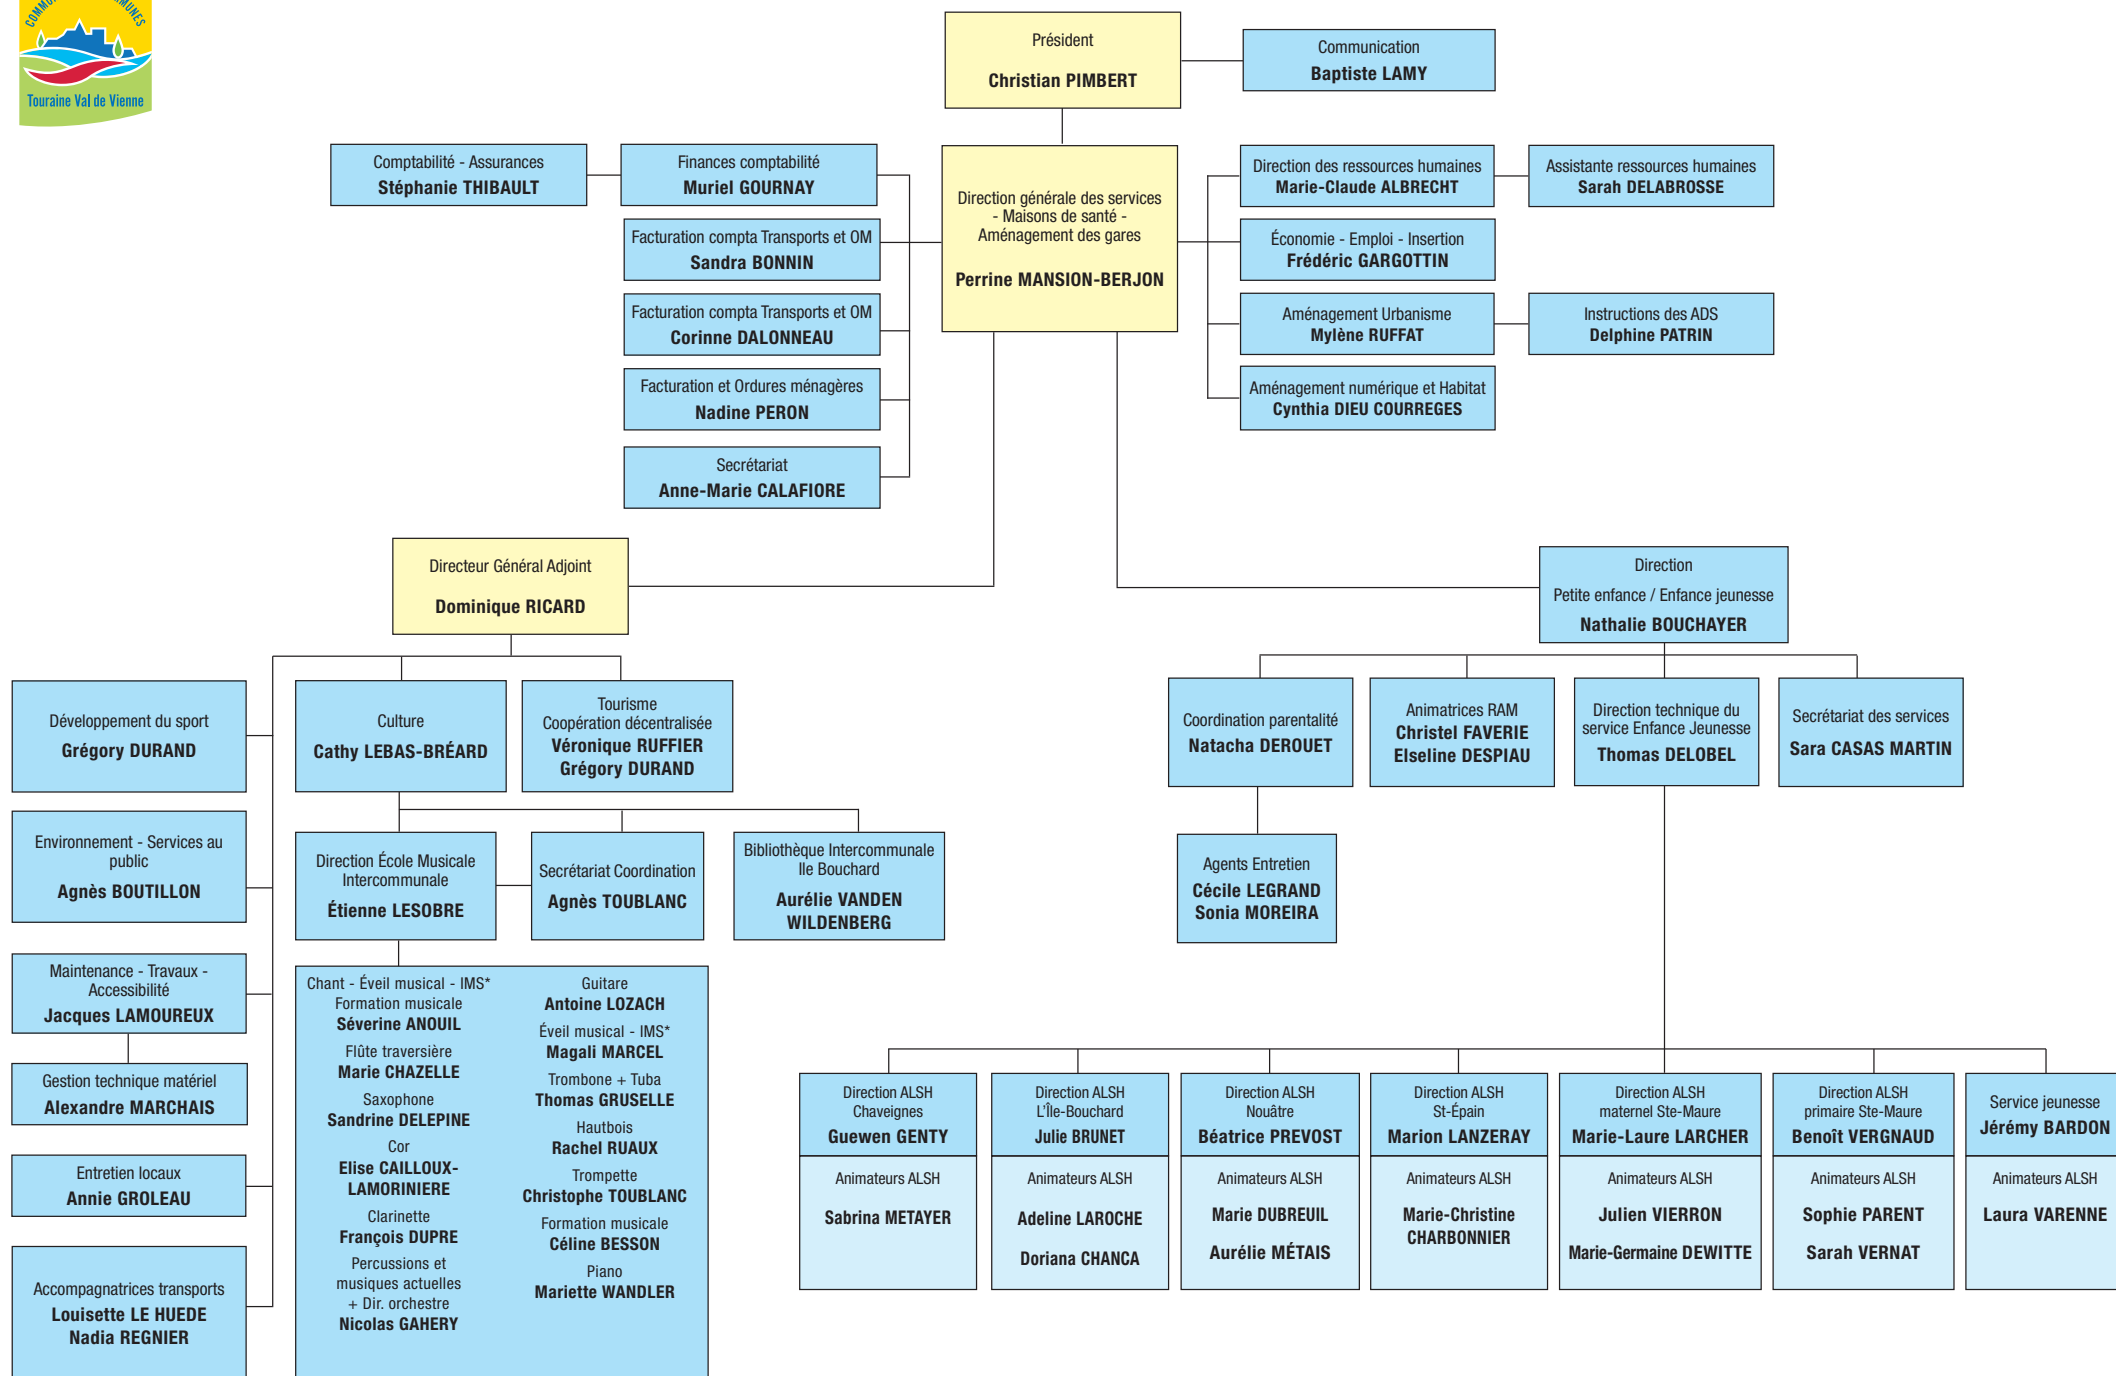 Touraine Val de Vienne
Président
Christian PIMBERT
Communication
Baptiste LAMY
Comptabilité - Assurances
Stéphanie THIBAULT
Finances comptabilité
Muriel GOURNAY
Facturation compta Transports et OM
Sandra BONNIN
Facturation compta Transports et OM
Corinne DALONNEAU
Facturation et Ordures ménagères
Nadine PERON
Secrétariat
Anne-Marie CALAFIORE
Direction générale des services
- Maisons de santé -
Aménagement des gares
Perrine MANSION-BERJON
Direction des ressources humaines
Marie-Claude ALBRECHT
Assistante ressources humaines
Sarah DELABROSSE
Économie - Emploi - Insertion
Frédéric GARGOTTIN
Aménagement Urbanisme
Mylène RUFFAT
Instructions des ADS
Delphine PATRIN
Aménagement numérique et Habitat
Cynthia DIEU COURREGES
Directeur Général Adjoint
Dominique RICARD
Direction
Petite enfance / Enfance jeunesse
Nathalie BOUCHAYER
Développement du sport
Grégory DURAND
Culture
Cathy LEBAS-BRÉARD
Tourisme
Coopération décentralisée
Véronique RUFFIER
Grégory DURAND
Environnement - Services au
public
Agnès BOUTILLON
Direction École Musicale
Intercommunale
Étienne LESOBRE
Secrétariat Coordination
Agnès TOUBLANC
Bibliothèque Intercommunale
Ile Bouchard
Aurélie VANDEN
WILDENBERG
Maintenance - Travaux -
Accessibilité
Jacques LAMOUREUX
Gestion technique matériel
Alexandre MARCHAIS
Entretien locaux
Annie GROLEAU
Accompagnatrices transports
Louisette LE HUEDE
Nadia REGNIER
Chant - Éveil musical - IMS*
Formation musicale
Séverine ANOUIL
Flûte traversière
Marie CHAZELLE
Saxophone
Sandrine DELEPINE
Cor
Elise CAILLOUX-
LAMORINIERE
Clarinette
François DUPRE
Percussions et
musiques actuelles
+ Dir. orchestre
Nicolas GAHERY
Guitare
Antoine LOZACH
Éveil musical - IMS*
Magali MARCEL
Trombone + Tuba
Thomas GRUSELLE
Hautbois
Rachel RUAUX
Trompette
Christophe TOUBLANC
Formation musicale
Céline BESSON
Piano
Mariette WANDLER
Coordination parentalité
Natacha DEROUET
Animatrices RAM
Christel FAVERIE
Elseline DESPIAU
Direction technique du
service Enfance Jeunesse
Thomas DELOBEL
Secrétariat des services
Sara CASAS MARTIN
Agents Entretien
Cécile LEGRAND
Sonia MOREIRA
Direction ALSH
Chaveignes
Guewen GENTY
Animateurs ALSH
Sabrina METAYER
Direction ALSH
L'Île-Bouchard
Julie BRUNET
Animateurs ALSH
Adeline LAROCHE
Doriana CHANCA
Direction ALSH
Nouâtre
Béatrice PREVOST
Animateurs ALSH
Marie DUBREUIL
Aurélie MÉTAIS
Direction ALSH
St-Épain
Marion LANZERAY
Animateurs ALSH
Marie-Christine
CHARBONNIER
Direction ALSH
maternel Ste-Maure
Marie-Laure LARCHER
Animateurs ALSH
Julien VIERRON
Marie-Germaine DEWITTE
Direction ALSH
primaire Ste-Maure
Benoît VERGNAUD
Animateurs ALSH
Sophie PARENT
Sarah VERNAT
Service jeunesse
Jérémy BARDON
Animateurs ALSH
Laura VARENNE